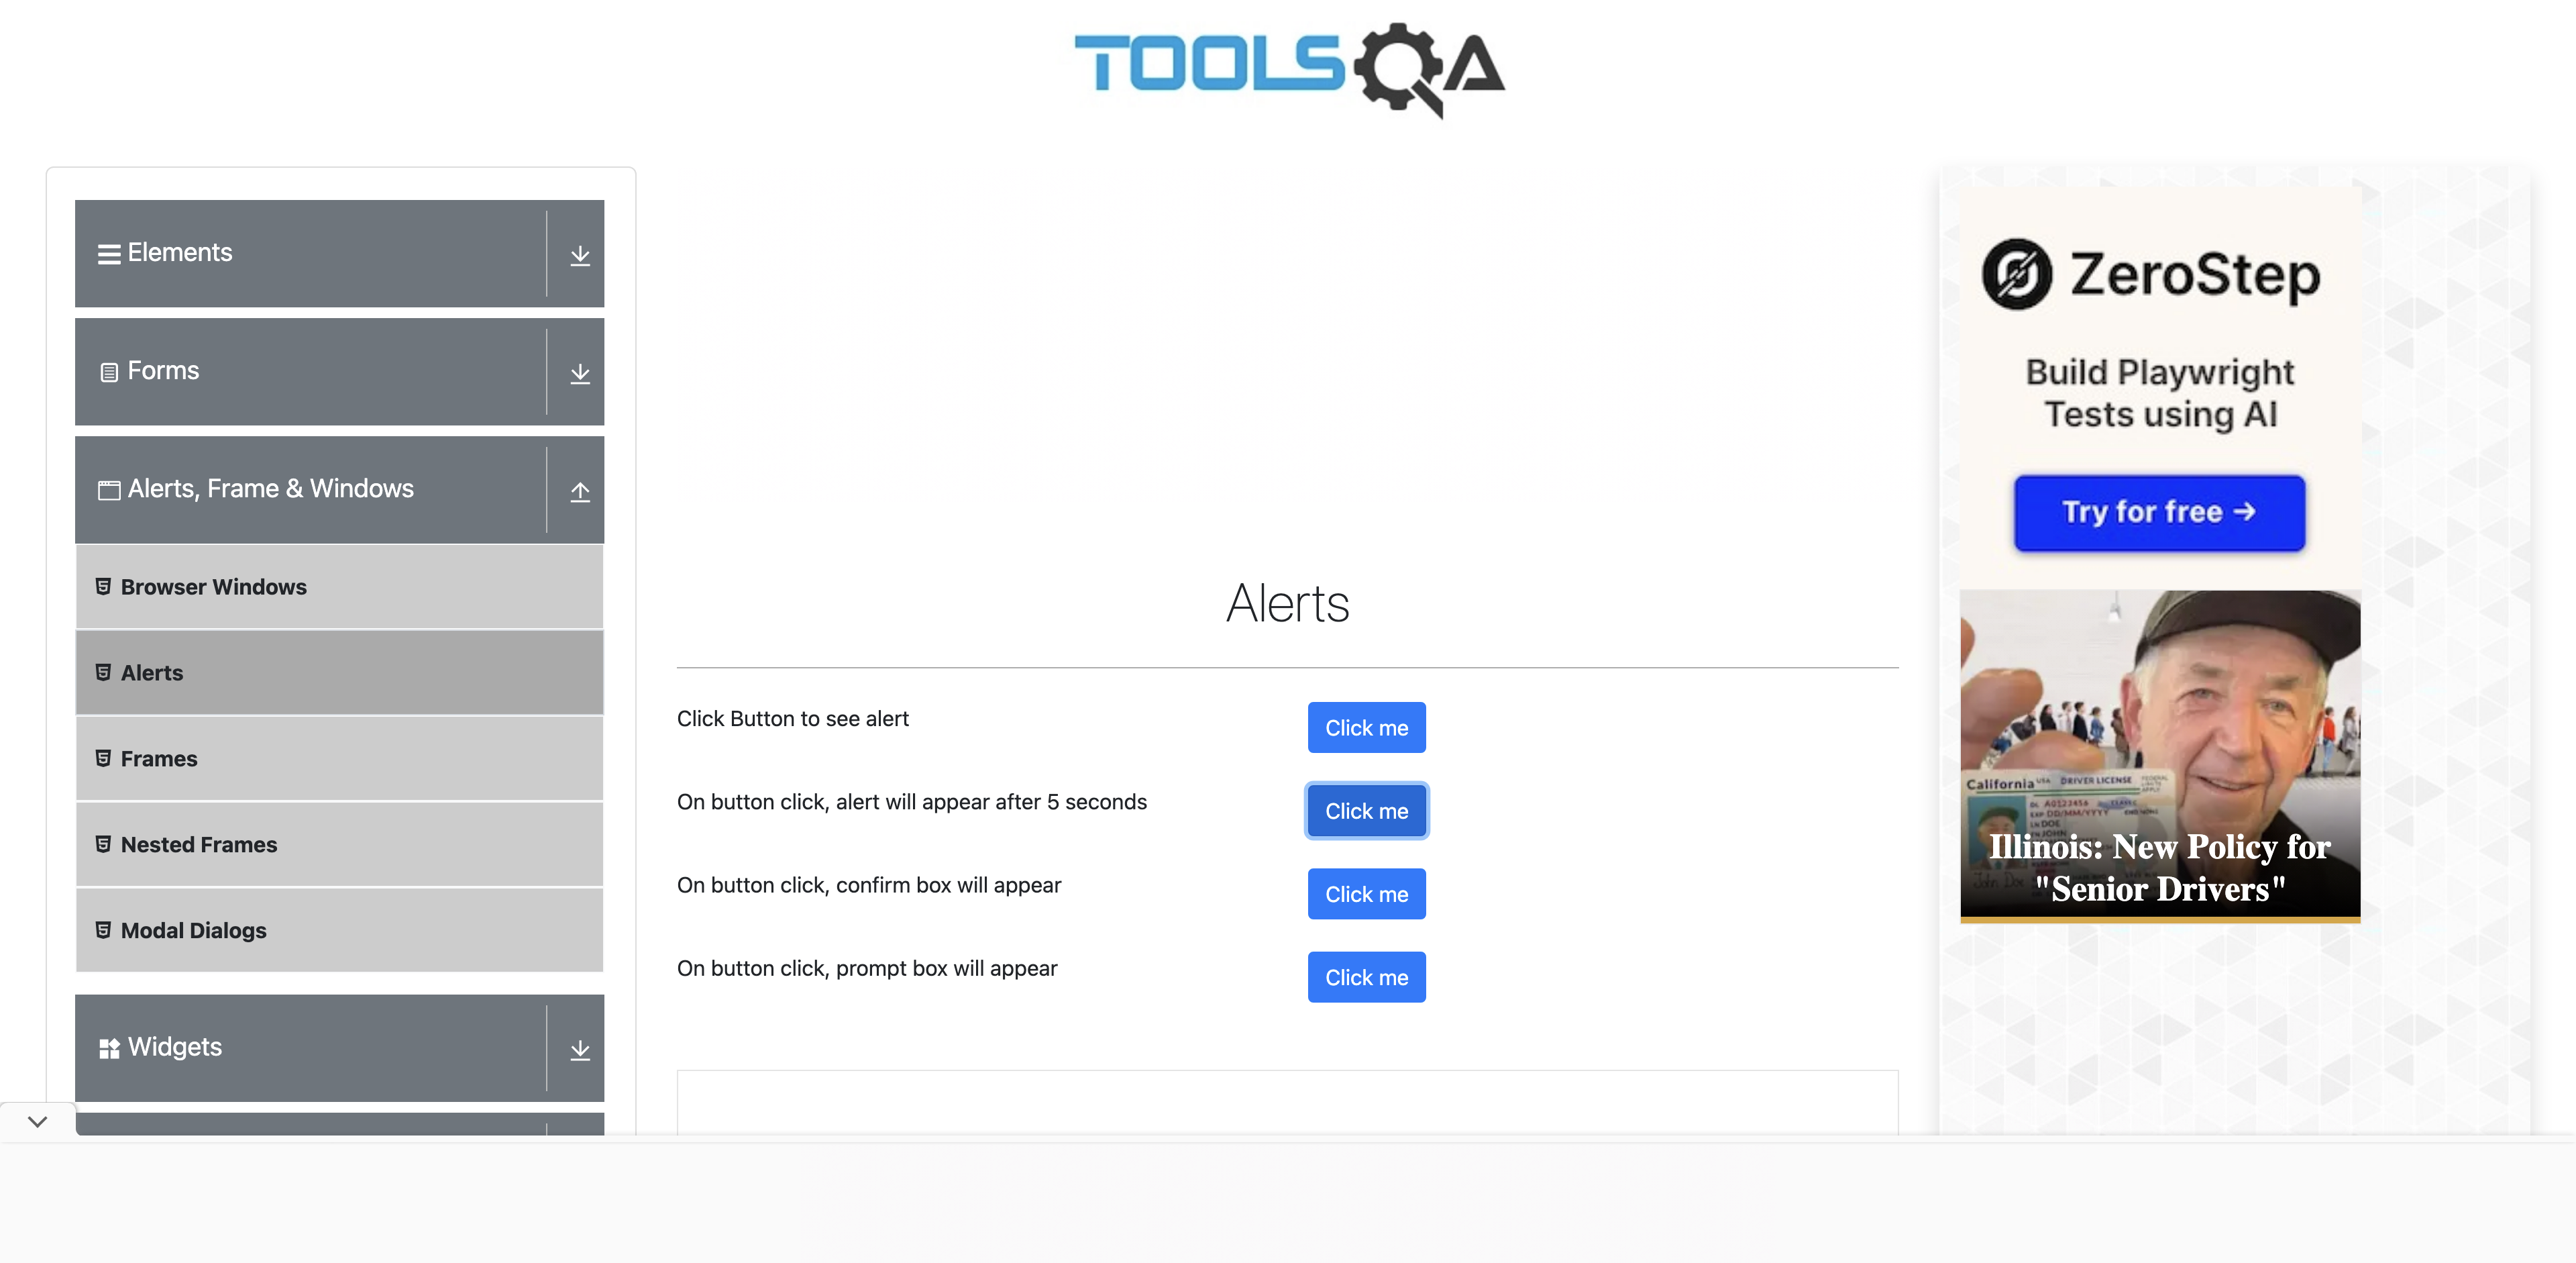 TOOLSQA
Elements
Forms
Alerts, Frame & Windows
Browser Windows
Alerts
Frames
Nested Frames
Modal Dialogs
Widgets
Alerts
Click Button to see alert
Click me
On button click, alert will appear after 5 seconds
Click me
On button click, confirm box will appear
Click me
On button click, prompt box will appear
Click me
ZeroStep
Build Playwright
Tests using AI
Try for free →
California USA DRIVER LICENSE
Illinois: New Policy for
"Senior Drivers"